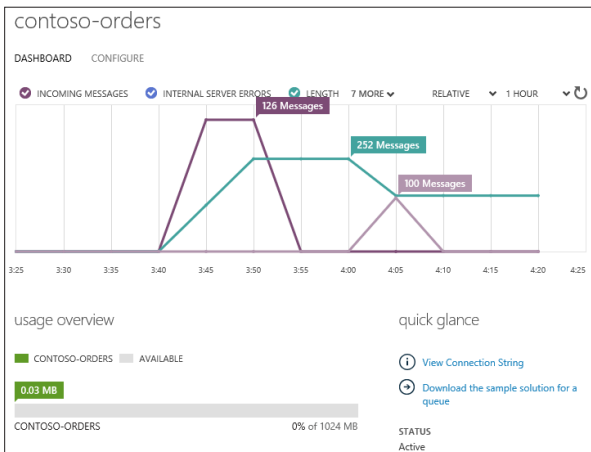 contoso-orders
DASHBOARD CONFIGURE
INCOMING MESSAGES INTERNAL SERVER ERRORS LENGTH 7 MORE RELATIVE 1 HOUR
126 Messages
252 Messages
100 Messages
3:25 3:30 3:35 3:40 3:45 3:50 3:55 4:00 4:05 4:10 4:15 4:20 4:25
usage overview
CONTOSO-ORDERS AVAILABLE
0.03 MB
CONTOSO-ORDERS 0% of 1024 MB
quick glance
View Connection String
Download the sample solution for a
queue
STATUS
Active